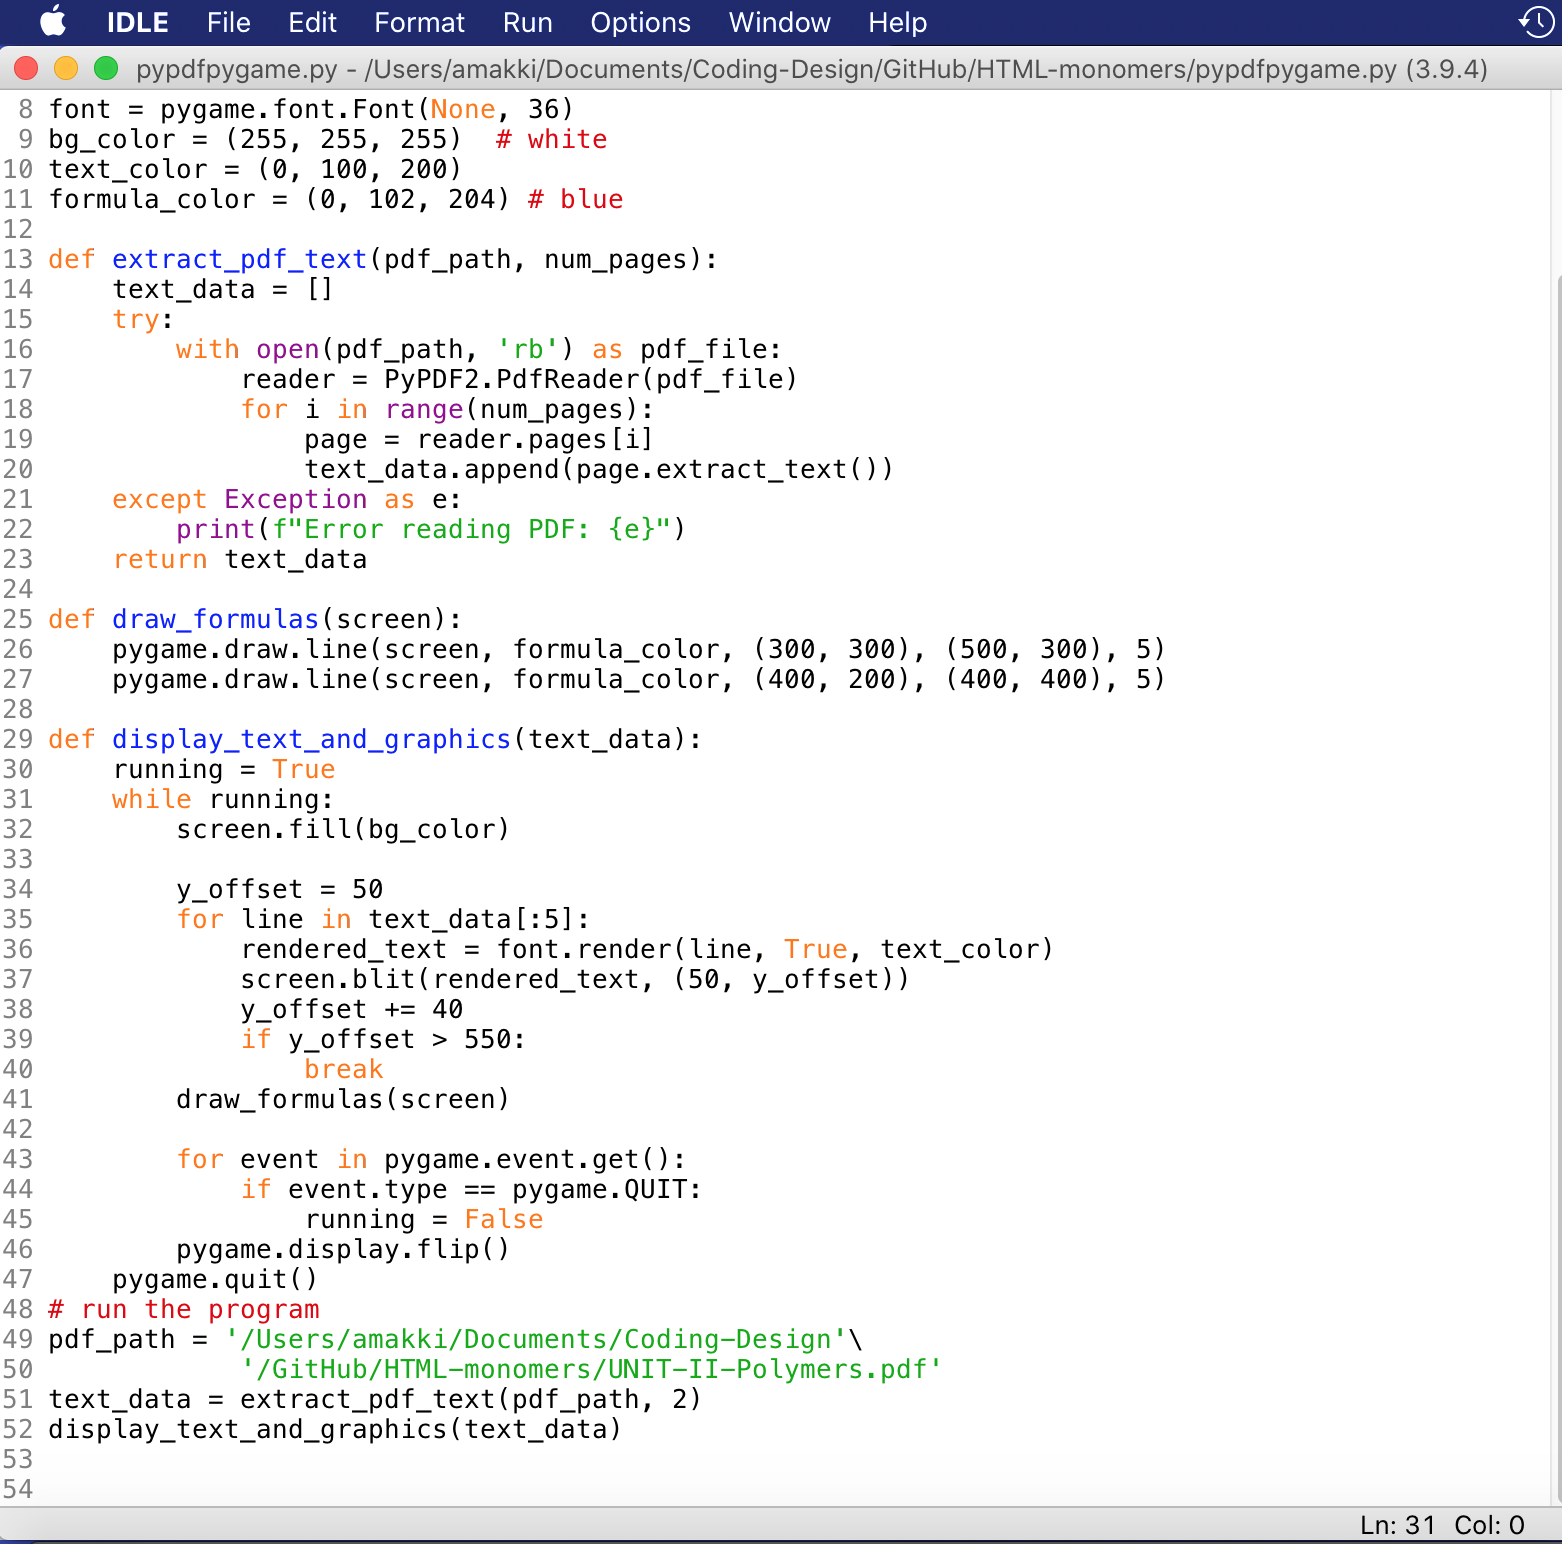 IDLE File Edit Format Run Options Window Help
pypdfpygame.py - /Users/amakki/Documents/Coding-Design/GitHub/HTML-monomers/pypdfpygame.py (3.9.4)
8 font = pygame.font.Font(None, 36)
9 bg_color = (255, 255, 255)  # white
10 text_color = (0, 100, 200)
11 formula_color = (0, 102, 204) # blue
12
13 def extract_pdf_text(pdf_path, num_pages):
14     text_data = []
15     try:
16         with open(pdf_path, 'rb') as pdf_file:
17             reader = PyPDF2.PdfReader(pdf_file)
18             for i in range(num_pages):
19                 page = reader.pages[i]
20                 text_data.append(page.extract_text())
21     except Exception as e:
22         print(f"Error reading PDF: {e}")
23     return text_data
24
25 def draw_formulas(screen):
26     pygame.draw.line(screen, formula_color, (300, 300), (500, 300), 5)
27     pygame.draw.line(screen, formula_color, (400, 200), (400, 400), 5)
28
29 def display_text_and_graphics(text_data):
30     running = True
31     while running:
32         screen.fill(bg_color)
33
34         y_offset = 50
35         for line in text_data[:5]:
36             rendered_text = font.render(line, True, text_color)
37             screen.blit(rendered_text, (50, y_offset))
38             y_offset += 40
39             if y_offset > 550:
40                 break
41         draw_formulas(screen)
42
43         for event in pygame.event.get():
44             if event.type == pygame.QUIT:
45                 running = False
46         pygame.display.flip()
47     pygame.quit()
48 # run the program
49 pdf_path = '/Users/amakki/Documents/Coding-Design'\
50             '/GitHub/HTML-monomers/UNIT-II-Polymers.pdf'
51 text_data = extract_pdf_text(pdf_path, 2)
52 display_text_and_graphics(text_data)
53
54
Ln: 31 Col: 0